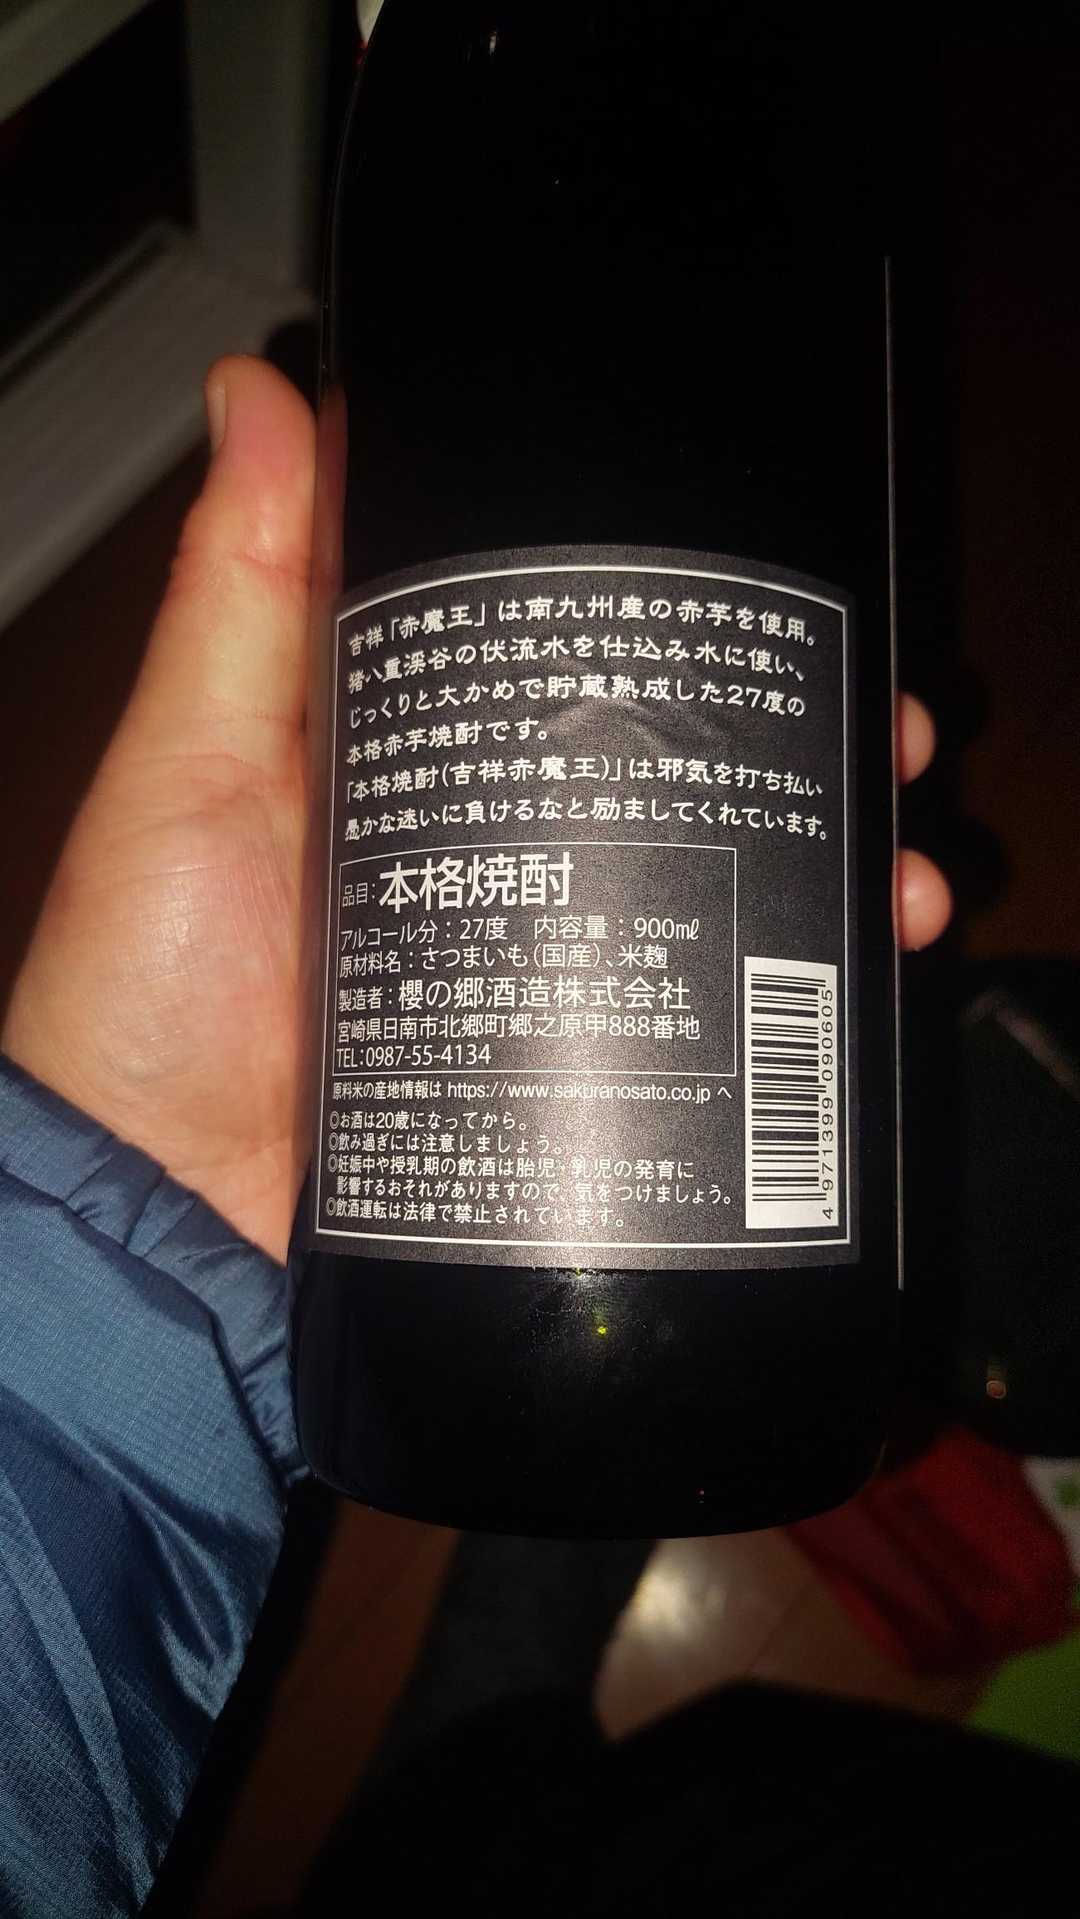 吉祥「赤魔王」は南九州産の赤芋を使用。
猪八重渓谷の伏流水を仕込み水に使い、
じっくりと大かめで貯蔵熟成した27度の
本格赤芋焼酎です。
「本格焼酎(吉祥赤魔王)」は邪気を打ち払い
愚かな迷いに負けるなと励ましてくれています。
品目：本格焼酎
アルコール分：27度　内容量：900㎖
原材料名：さつまいも(国産)、米麹
製造者：櫻の郷酒造株式会社
宮崎県日南市北郷町郷之原甲888番地
TEL：0987-55-4134
原料米の産地情報は https://www.sakuranosato.co.jp へ
◎お酒は20歳になってから。
◎飲み過ぎには注意しましょう。
◎妊娠中や授乳期の飲酒は胎児・乳児の発育に
影響するおそれがありますので、気をつけましょう。
◎飲酒運転は法律で禁止されています。
4 971399 090605